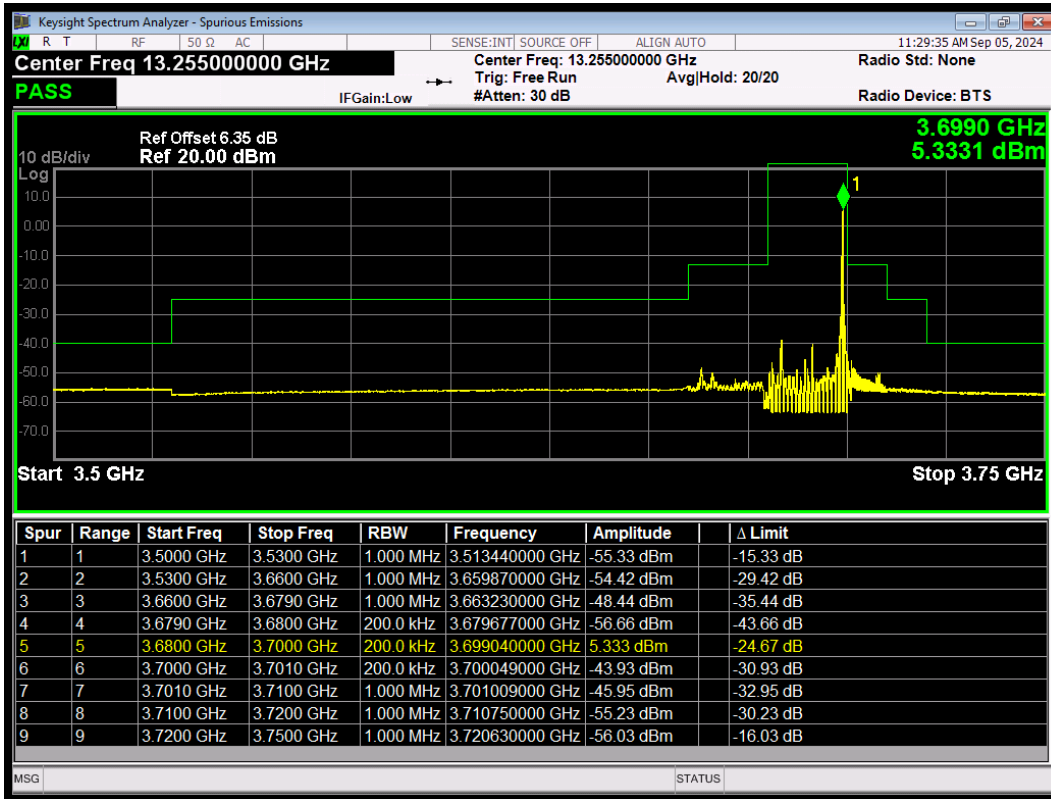 Keysight Spectrum Analyzer - Spurious Emissions
LXI R T RF 50 Ω AC SENSE:INT SOURCE OFF ALIGN AUTO 11:29:35 AM Sep 05, 2024
Center Freq 13.255000000 GHz Center Freq: 13.255000000 GHz Radio Std: None
Trig: Free Run Avg|Hold: 20/20
PASS IFGain:Low #Atten: 30 dB Radio Device: BTS
3.6990 GHz
Ref Offset 6.35 dB
10 dB/div Ref 20.00 dBm 5.3331 dBm
Log
1
10.0
0.00
-10.0
-20.0
-30.0
-40.0
-50.0
-60.0
-70.0
Start 3.5 GHz Stop 3.75 GHz
Spur Range Start Freq Stop Freq RBW Frequency Amplitude Δ Limit
1 1 3.5000 GHz 3.5300 GHz 1.000 MHz 3.513440000 GHz -55.33 dBm -15.33 dB
2 2 3.5300 GHz 3.6600 GHz 1.000 MHz 3.659870000 GHz -54.42 dBm -29.42 dB
3 3 3.6600 GHz 3.6790 GHz 1.000 MHz 3.663230000 GHz -48.44 dBm -35.44 dB
4 4 3.6790 GHz 3.6800 GHz 200.0 kHz 3.679677000 GHz -56.66 dBm -43.66 dB
5 5 3.6800 GHz 3.7000 GHz 200.0 kHz 3.699040000 GHz 5.333 dBm -24.67 dB
6 6 3.7000 GHz 3.7010 GHz 200.0 kHz 3.700049000 GHz -43.93 dBm -30.93 dB
7 7 3.7010 GHz 3.7100 GHz 1.000 MHz 3.701009000 GHz -45.95 dBm -32.95 dB
8 8 3.7100 GHz 3.7200 GHz 1.000 MHz 3.710750000 GHz -55.23 dBm -30.23 dB
9 9 3.7200 GHz 3.7500 GHz 1.000 MHz 3.720630000 GHz -56.03 dBm -16.03 dB
MSG STATUS